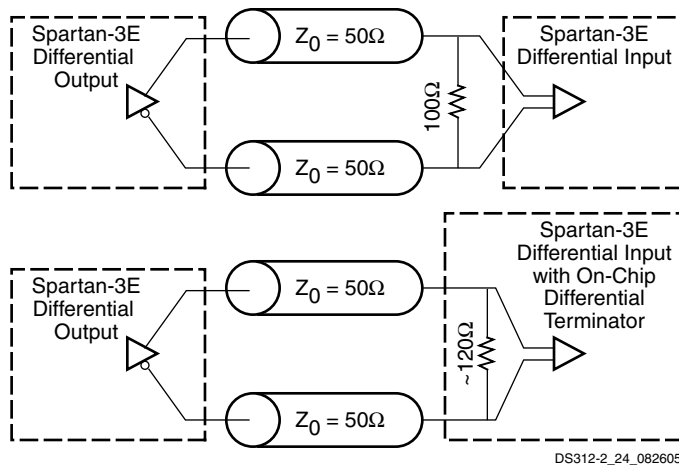 Spartan-3E
Differential
Output
Z0 = 50Ω
Z0 = 50Ω
100Ω
Spartan-3E
Differential Input
Spartan-3E
Differential
Output
Z0 = 50Ω
Z0 = 50Ω
~120Ω
Spartan-3E
Differential Input
with On-Chip
Differential
Terminator
DS312-2_24_082605